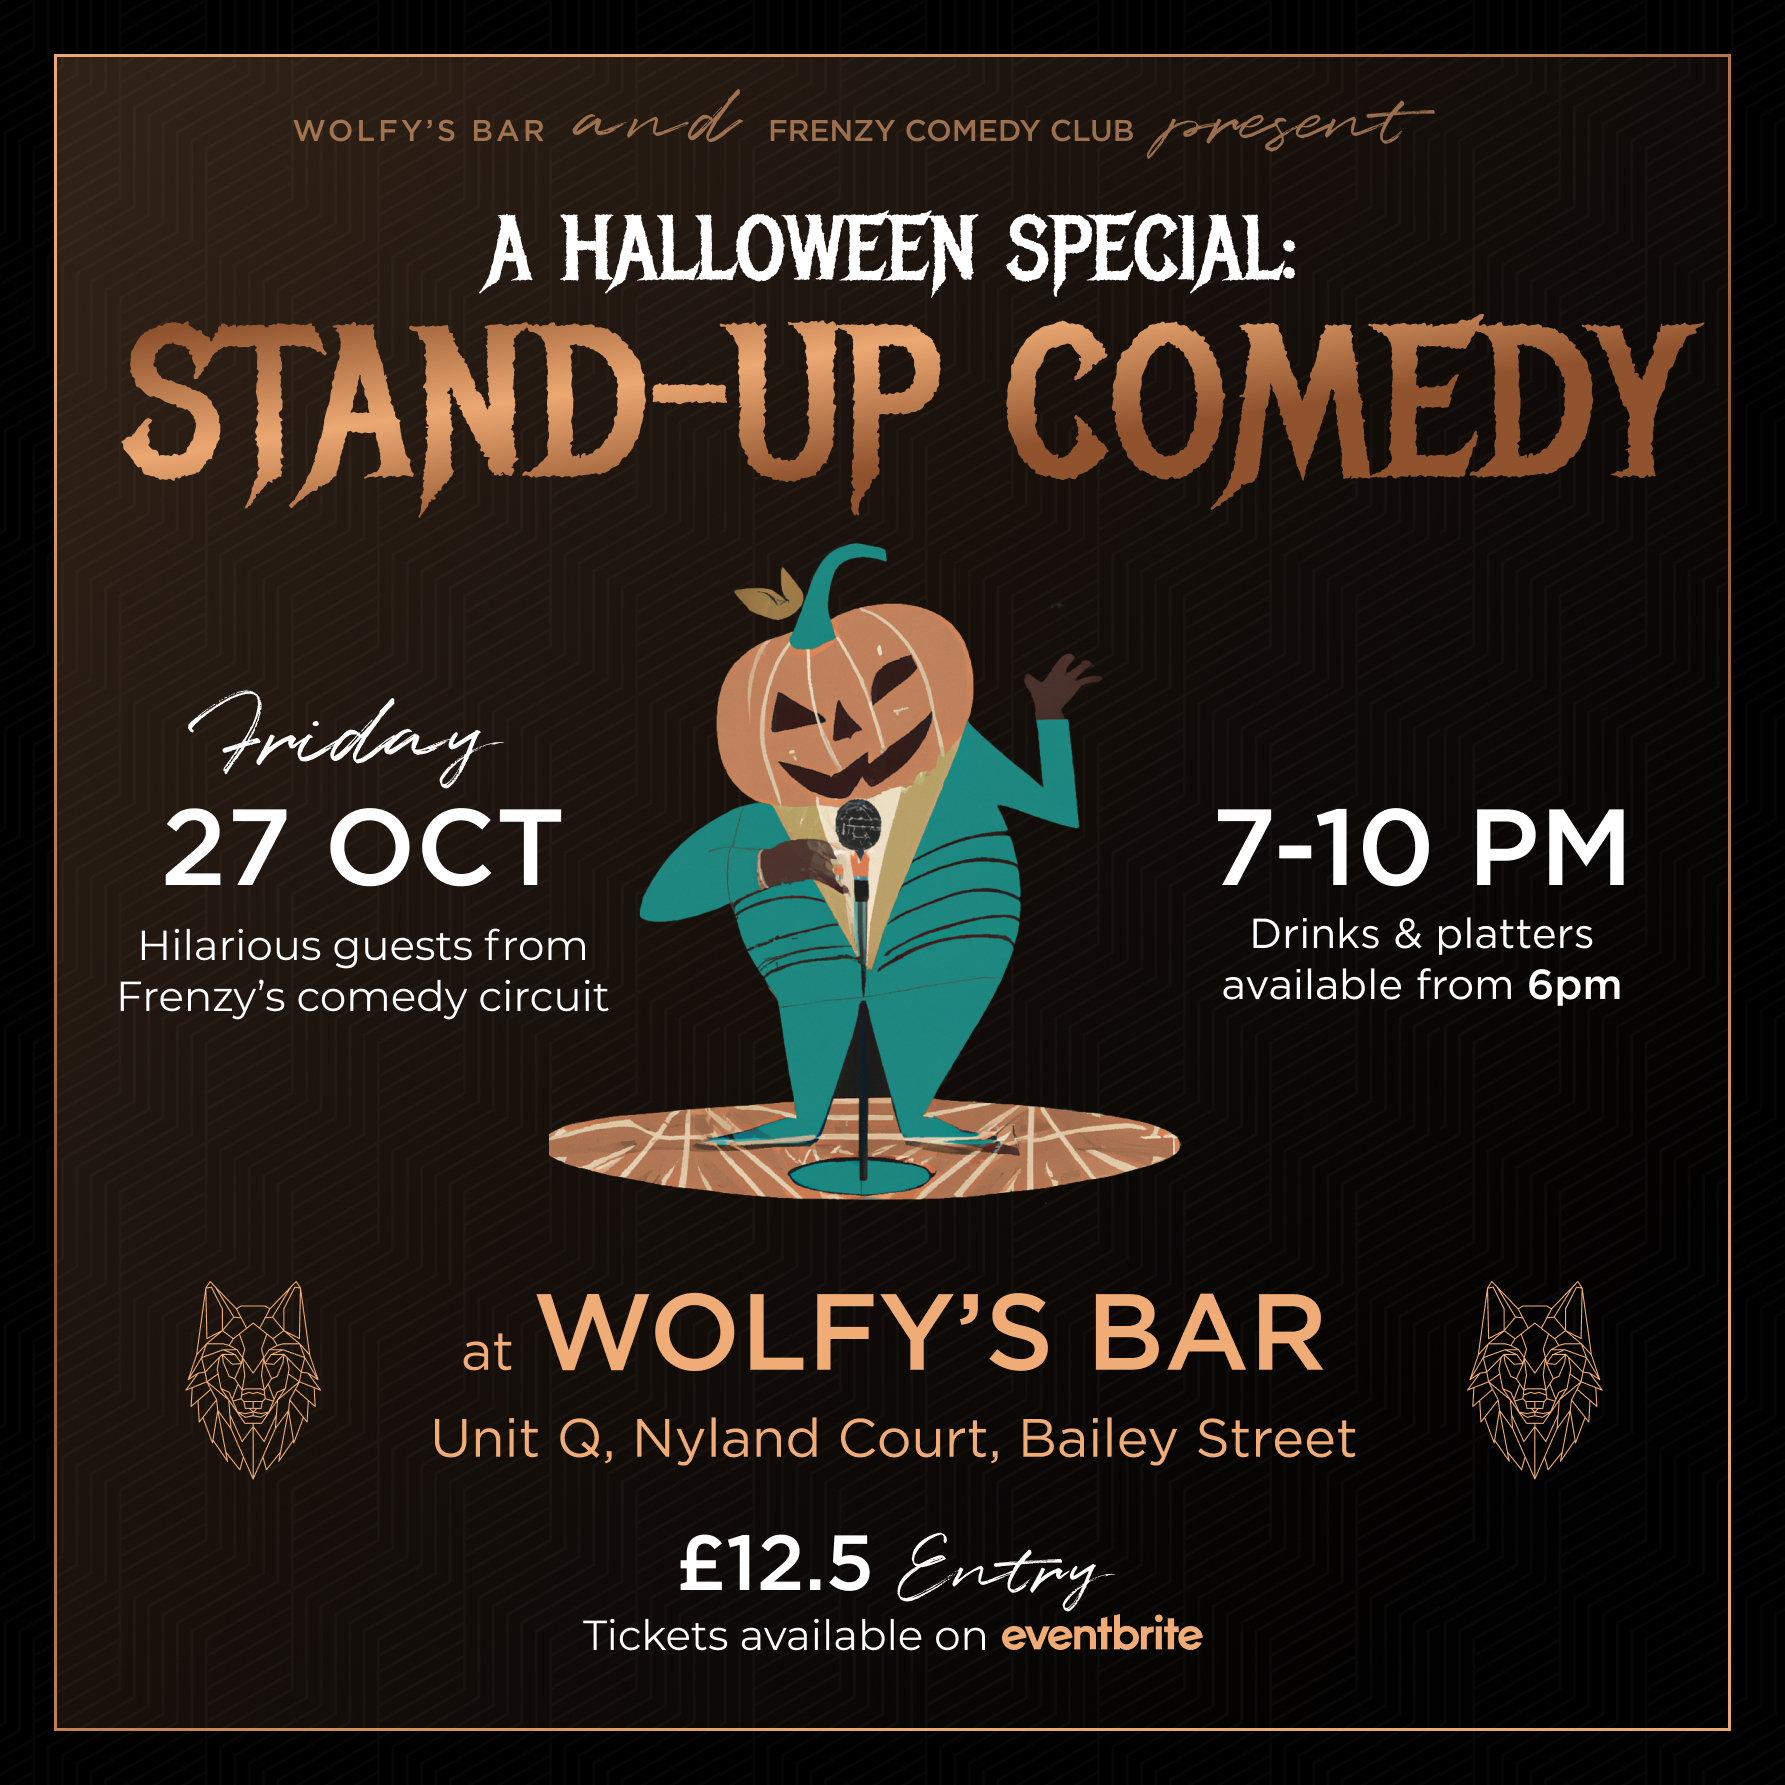 WOLFY'S BAR and FRENZY COMEDY CLUB present
A HALLOWEEN SPECIAL:
STAND-UP COMEDY
Friday
27 OCT
Hilarious guests from
Frenzy's comedy circuit
7-10 PM
Drinks & platters
available from 6pm
at WOLFY'S BAR
Unit Q, Nyland Court, Bailey Street
£12.5 Entry
Tickets available on eventbrite